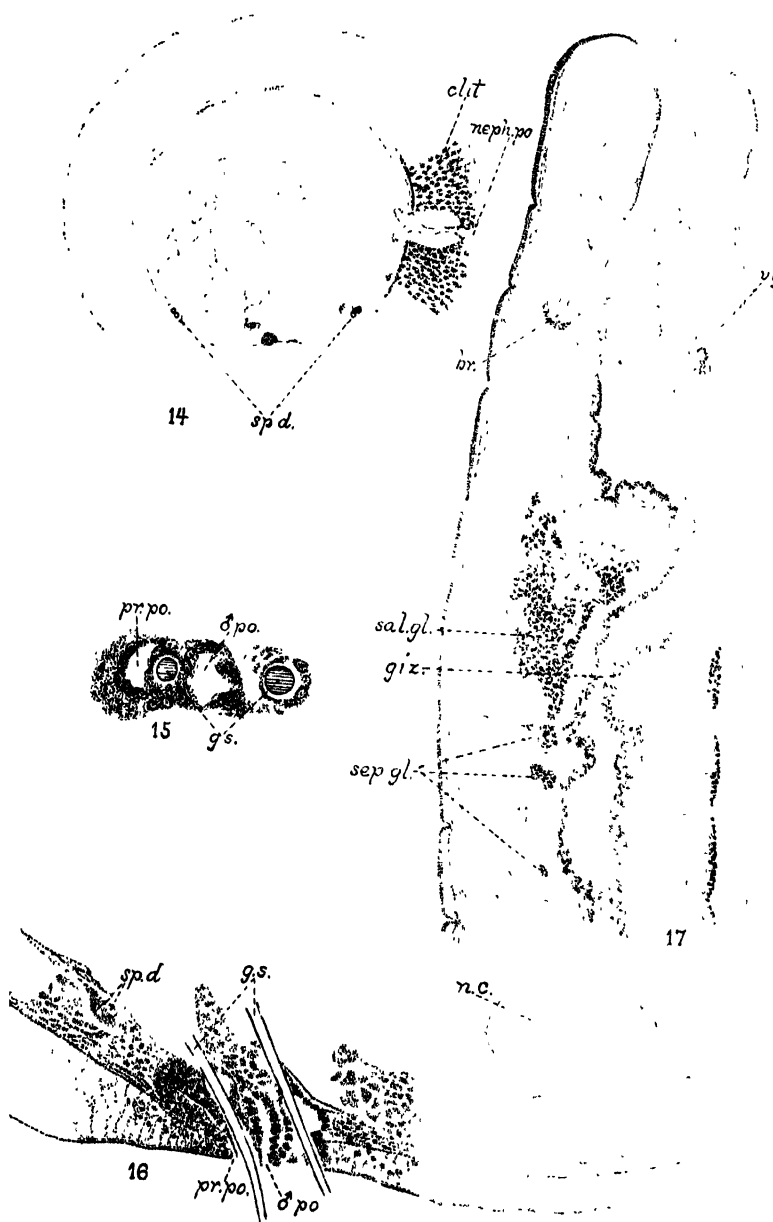 clit
neph.po
br.
14
sp.d.
pr.po.
♂po.
sal.gl.
giz.
15
g.s.
sep gl.
17
sp.d
g.s.
n.c.
16
pr.po.
♂po